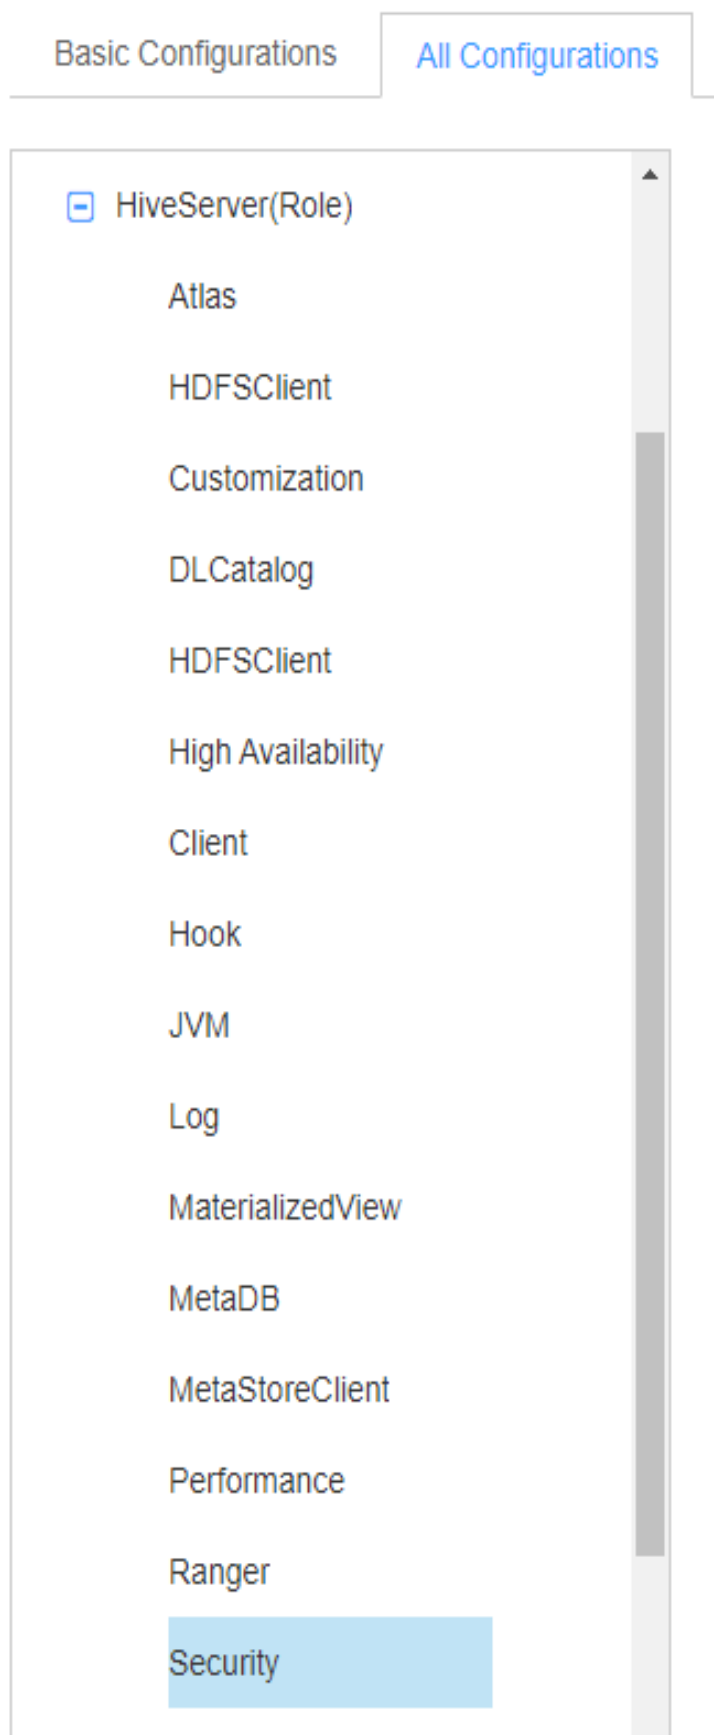 Basic Configurations All Configurations
HiveServer(Role)
Atlas
HDFSClient
Customization
DLCatalog
HDFSClient
High Availability
Client
Hook
JVM
Log
MaterializedView
MetaDB
MetaStoreClient
Performance
Ranger
Security